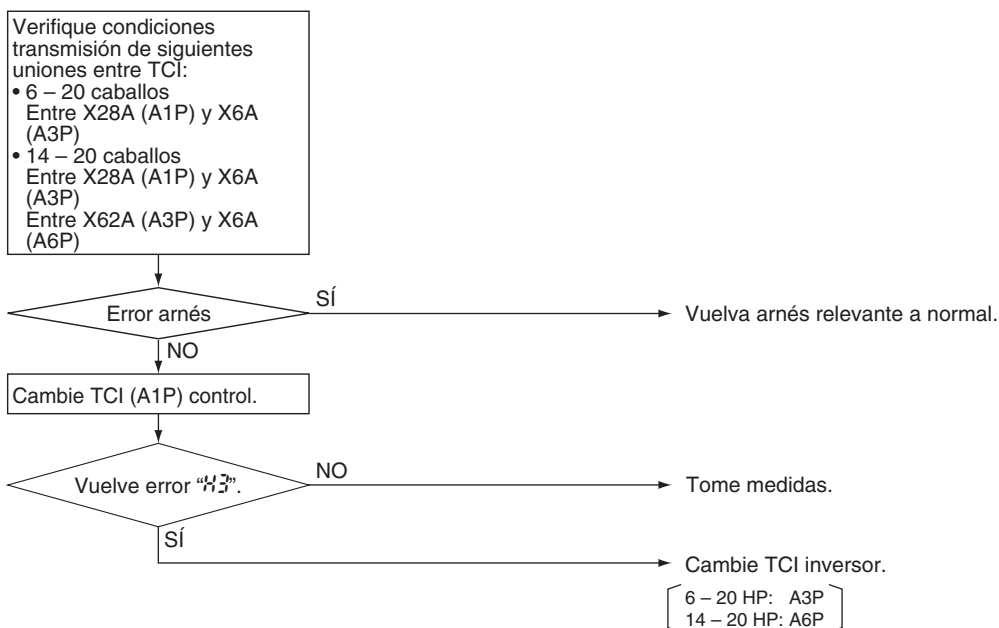 Verifique condiciones
transmisión de siguientes
uniones entre TCI:
• 6 – 20 caballos
Entre X28A (A1P) y X6A
(A3P)
• 14 – 20 caballos
Entre X28A (A1P) y X6A
(A3P)
Entre X62A (A3P) y X6A
(A6P)
Error arnés
SÍ
Vuelva arnés relevante a normal.
NO
Cambie TCI (A1P) control.
Vuelve error “H3”.
NO
Tome medidas.
SÍ
Cambie TCI inversor.
6 – 20 HP: A3P
14 – 20 HP: A6P